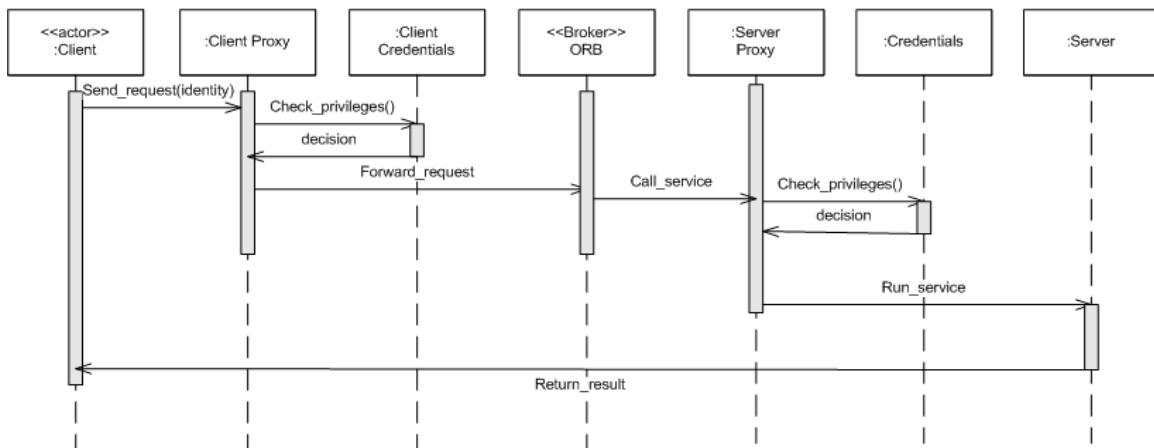 <<actor>>
:Client
:Client Proxy
:Client
Credentials
<<Broker>>
ORB
:Server
Proxy
:Credentials
:Server
Send_request(identity)
Check_privileges()
decision
Forward_request
Call_service
Check_privileges()
decision
Run_service
Return_result